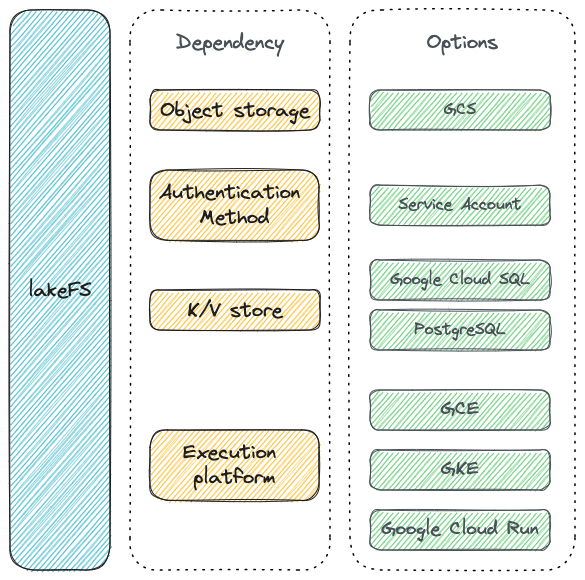 lakeFS
Dependency
Object storage
Authentication
Method
K/V store
Execution
platform
Options
GCS
Service Account
Google Cloud SQL
PostgreSQL
GCE
GKE
Google Cloud Run